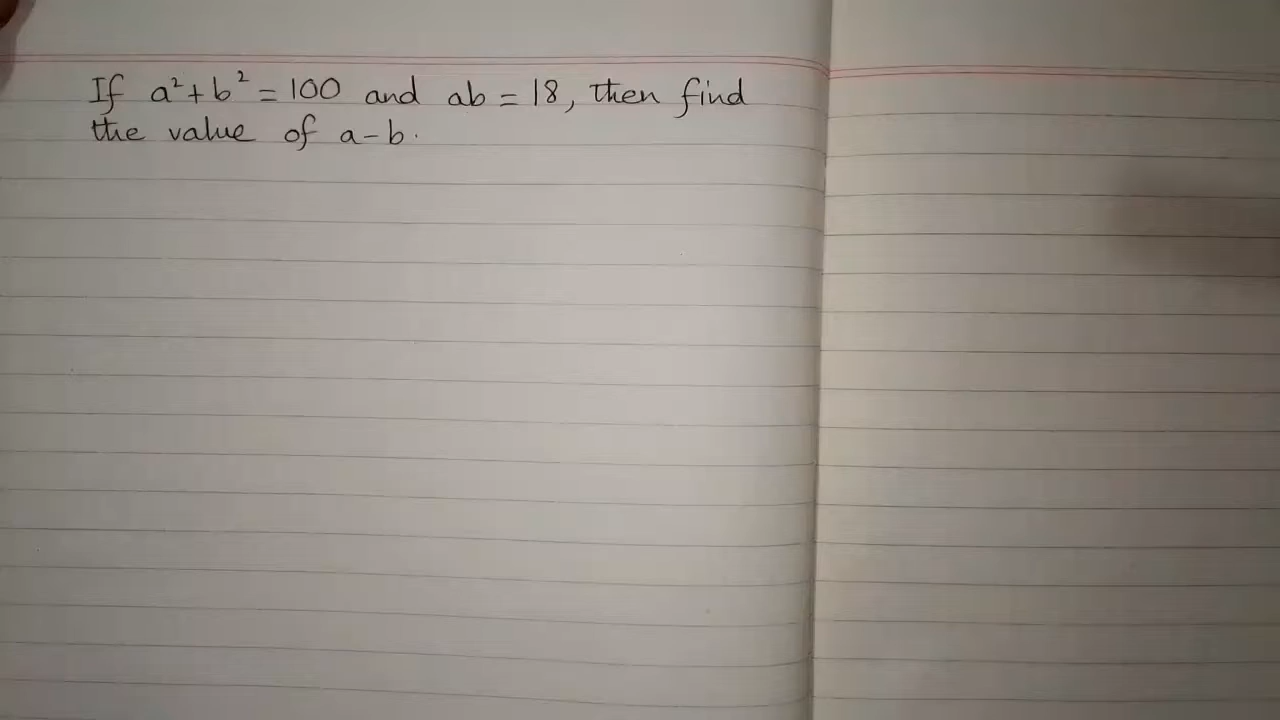 If a² + b² = 100 and ab = 18, then find
the value of a - b.